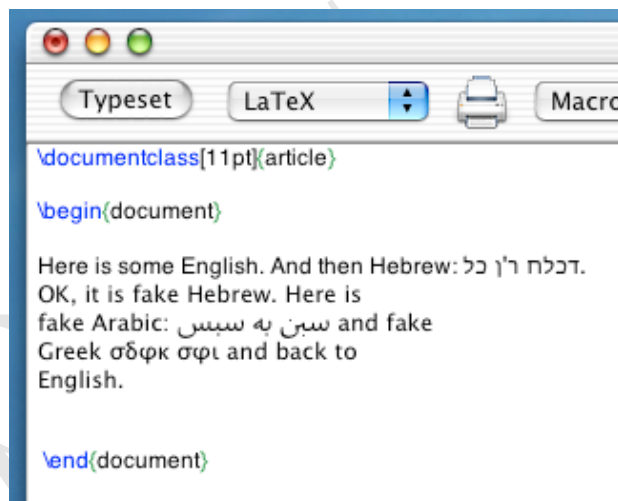 Typeset LaTeX Macro
\documentclass[11pt]{article}
\begin{document}
Here is some English. And then Hebrew: דכלח ר'ן כל.
OK, it is fake Hebrew. Here is
fake Arabic: سبن به سبس and fake
Greek σδφκ σφι and back to
English.
\end{document}